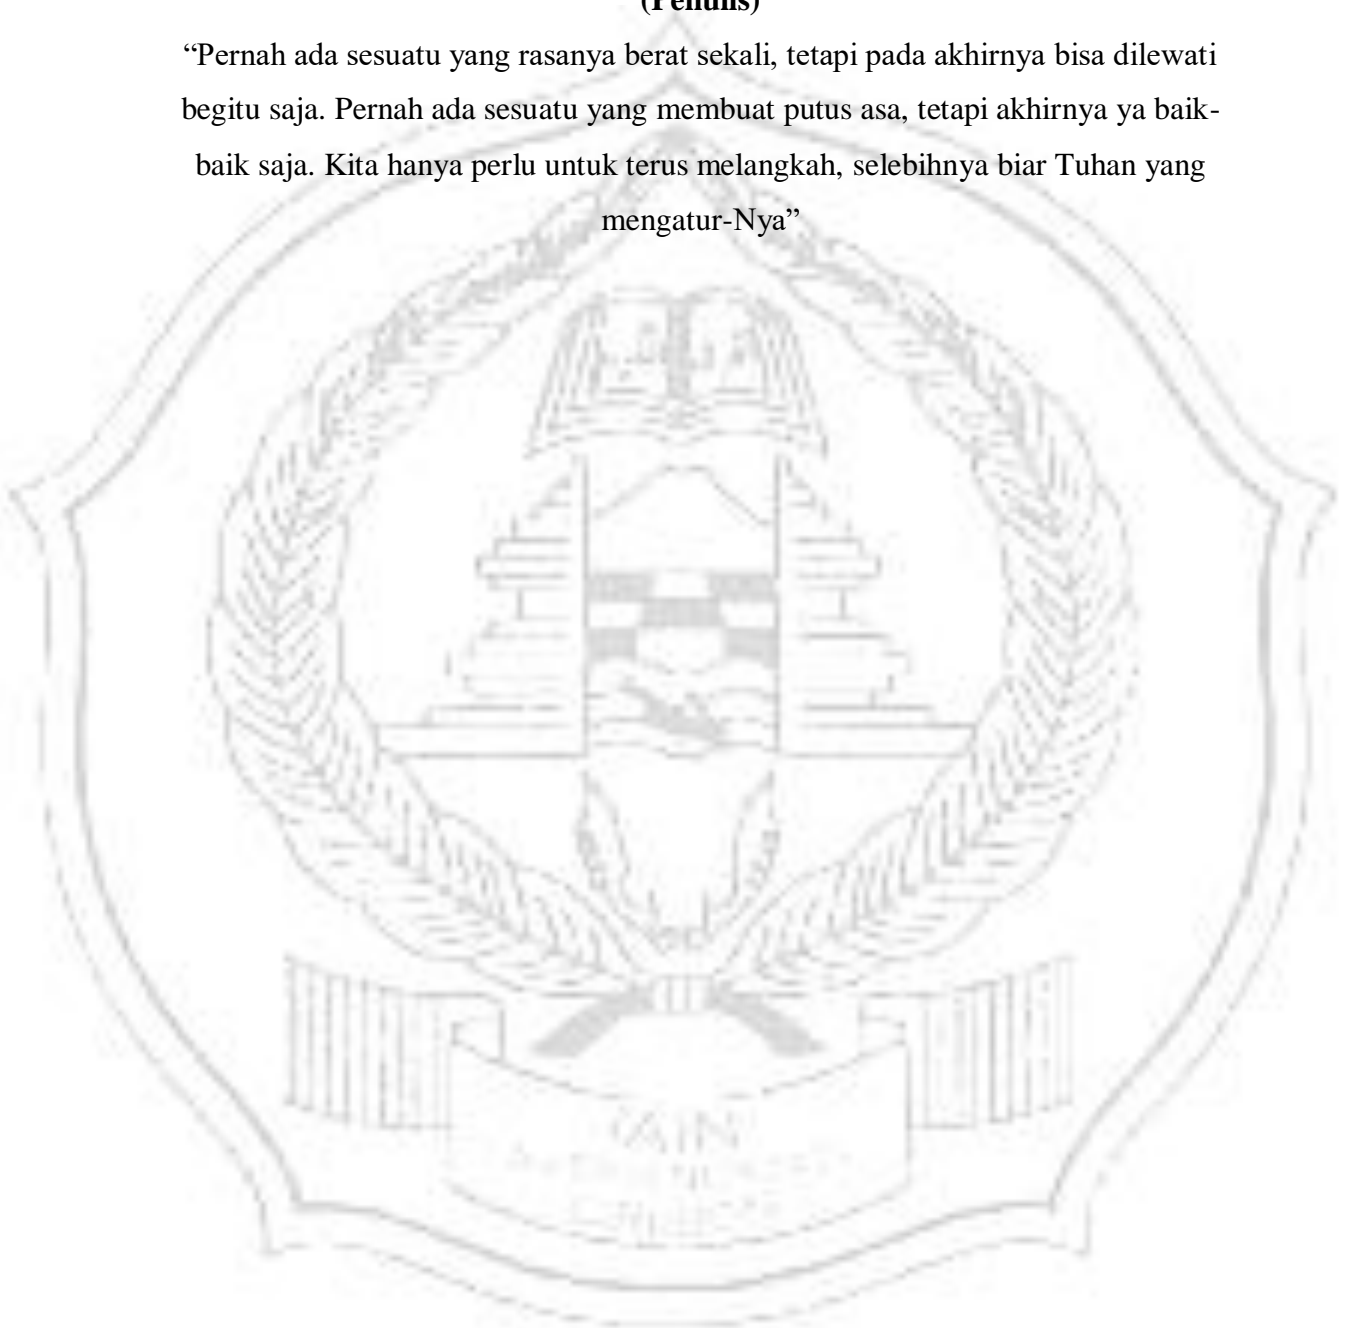 (Penulis)
“Pernah ada sesuatu yang rasanya berat sekali, tetapi pada akhirnya bisa dilewati
begitu saja. Pernah ada sesuatu yang membuat putus asa, tetapi akhirnya ya baik-
baik saja. Kita hanya perlu untuk terus melangkah, selebihnya biar Tuhan yang
mengatur-Nya”
IAIN